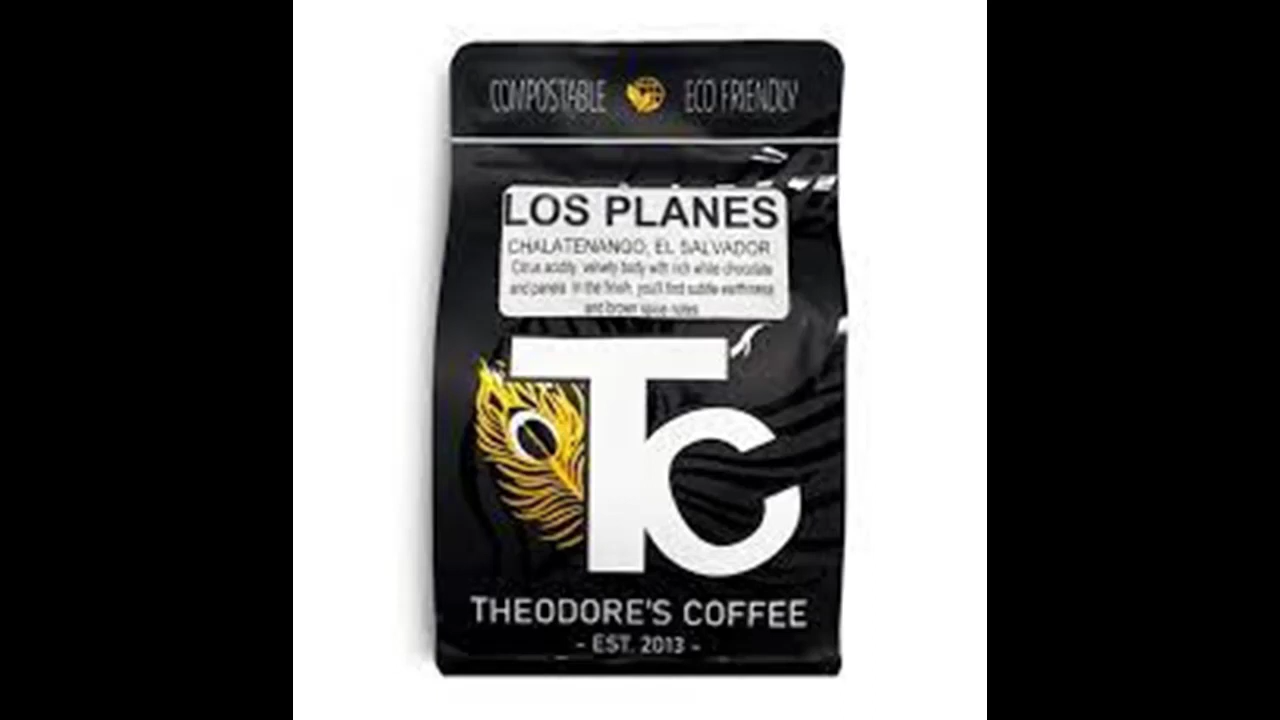 COMPOSTABLE ECO FRIENDLY
LOS PLANES
CHALATENANGO, EL SALVADOR
Citrus acidity, velvety body with rich white chocolate
and panela. In the finish, you'll find subtle earthiness
and brown spice notes
Tc
THEODORE'S COFFEE
- EST. 2013 -